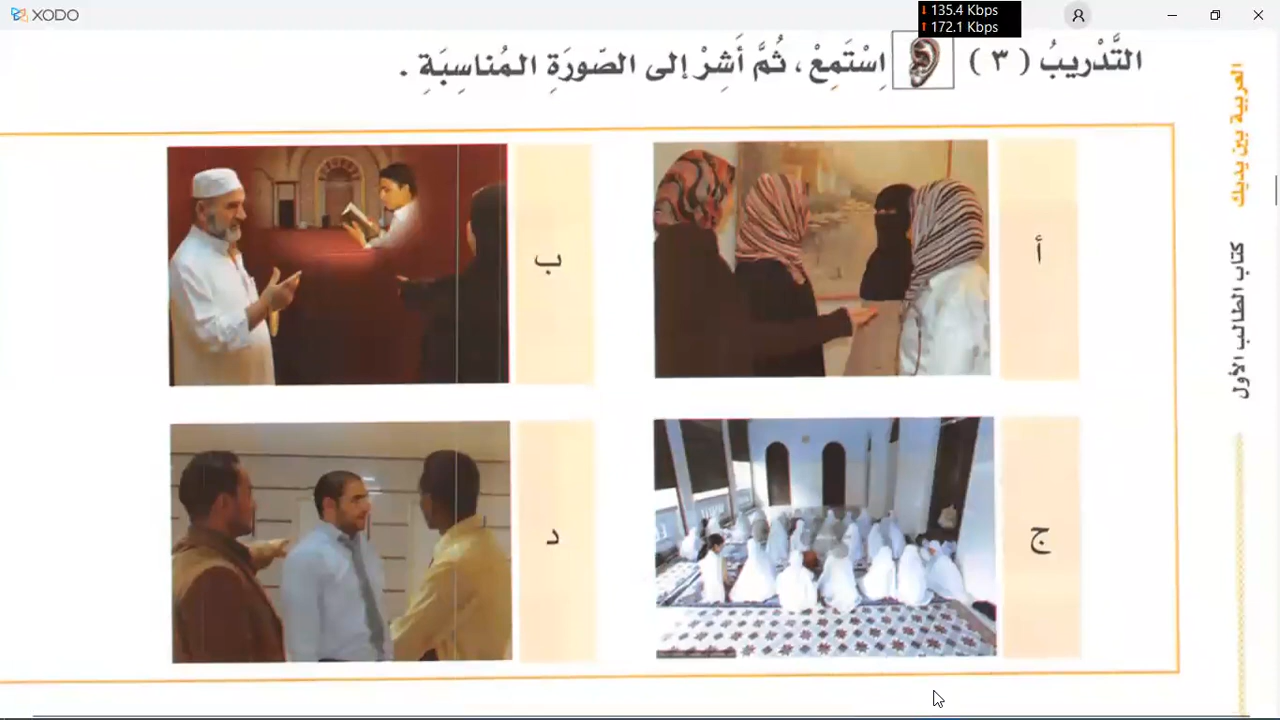 XODO
135.4 Kbps
172.1 Kbps
التَّدْرِيبُ ( ٣ ) اِسْتَمِعْ ، ثُمَّ أَشِرْ إلى الصّورَةِ المُناسِبَةِ .
أ
ب
ج
د
العربية بين يديك
كتاب الطالب الأول